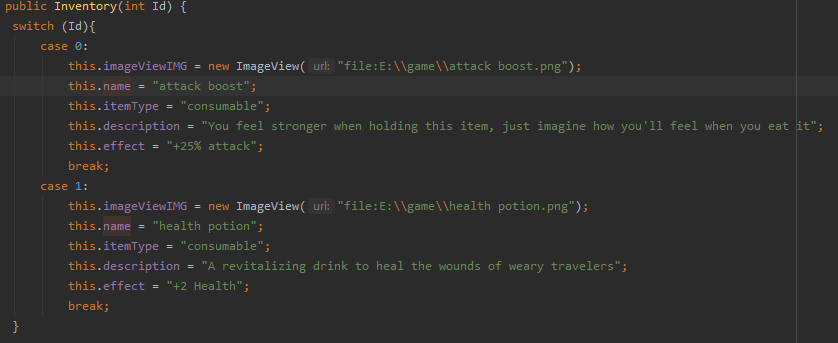 public Inventory(int Id) {
switch (Id){
case 0:
this.imageViewIMG = new ImageView( url: "file:E:\\game\\attack boost.png");
this.name = "attack boost";
this.itemType = "consumable";
this.description = "You feel stronger when holding this item, just imagine how you'll feel when you eat it";
this.effect = "+25% attack";
break;
case 1:
this.imageViewIMG = new ImageView( url: "file:E:\\game\\health potion.png");
this.name = "health potion";
this.itemType = "consumable";
this.description = "A revitalizing drink to heal the wounds of weary travelers";
this.effect = "+2 Health";
break;
}